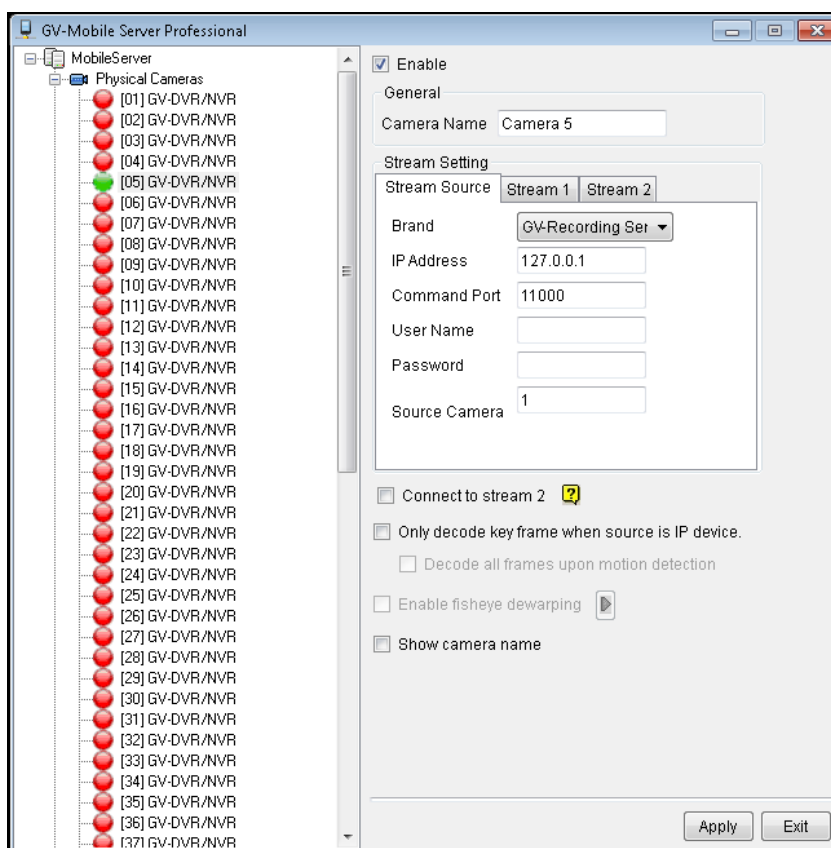 GV-Mobile Server Professional
MobileServer
Physical Cameras
[01] GV-DVR/NVR
[02] GV-DVR/NVR
[03] GV-DVR/NVR
[04] GV-DVR/NVR
[05] GV-DVR/NVR
[06] GV-DVR/NVR
[07] GV-DVR/NVR
[08] GV-DVR/NVR
[09] GV-DVR/NVR
[10] GV-DVR/NVR
[11] GV-DVR/NVR
[12] GV-DVR/NVR
[13] GV-DVR/NVR
[14] GV-DVR/NVR
[15] GV-DVR/NVR
[16] GV-DVR/NVR
[17] GV-DVR/NVR
[18] GV-DVR/NVR
[19] GV-DVR/NVR
[20] GV-DVR/NVR
[21] GV-DVR/NVR
[22] GV-DVR/NVR
[23] GV-DVR/NVR
[24] GV-DVR/NVR
[25] GV-DVR/NVR
[26] GV-DVR/NVR
[27] GV-DVR/NVR
[28] GV-DVR/NVR
[29] GV-DVR/NVR
[30] GV-DVR/NVR
[31] GV-DVR/NVR
[32] GV-DVR/NVR
[33] GV-DVR/NVR
[34] GV-DVR/NVR
[35] GV-DVR/NVR
[36] GV-DVR/NVR
[37] GV-DVR/NVR
Enable
General
Camera Name Camera 5
Stream Setting
Stream Source Stream 1 Stream 2
Brand GV-Recording Ser
IP Address 127.0.0.1
Command Port 11000
User Name
Password
Source Camera 1
Connect to stream 2 ?
Only decode key frame when source is IP device.
Decode all frames upon motion detection
Enable fisheye dewarping
Show camera name
Apply Exit